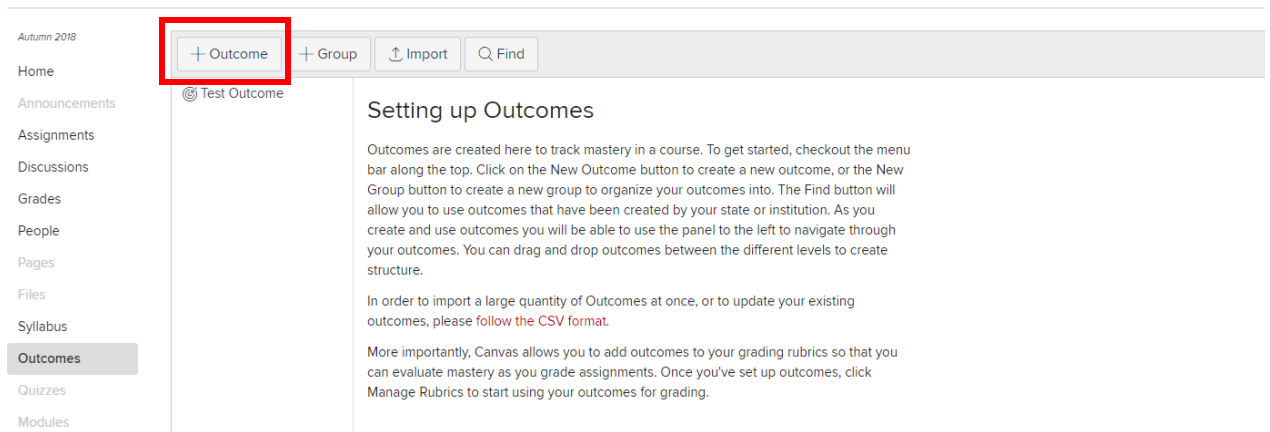 Autumn 2018
Home
Announcements
Assignments
Discussions
Grades
People
Pages
Files
Syllabus
Outcomes
Quizzes
Modules
Outcome
Group
Import
Find
Test Outcome
Setting up Outcomes
Outcomes are created here to track mastery in a course. To get started, checkout the menu
bar along the top. Click on the New Outcome button to create a new outcome, or the New
Group button to create a new group to organize your outcomes into. The Find button will
allow you to use outcomes that have been created by your state or institution. As you
create and use outcomes you will be able to use the panel to the left to navigate through
your outcomes. You can drag and drop outcomes between the different levels to create
structure.
In order to import a large quantity of Outcomes at once, or to update your existing
outcomes, please follow the CSV format.
More importantly, Canvas allows you to add outcomes to your grading rubrics so that you
can evaluate mastery as you grade assignments. Once you've set up outcomes, click
Manage Rubrics to start using your outcomes for grading.